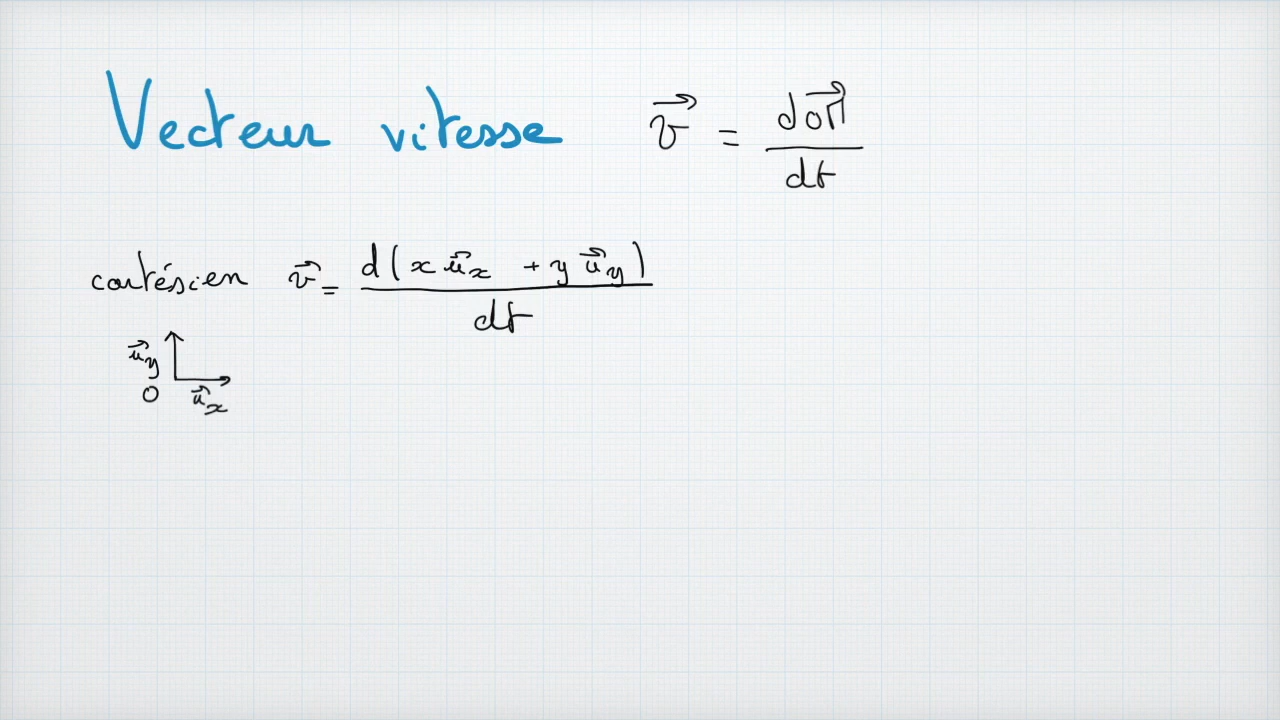 Vecteur vitesse v⃗ = dOM⃗/dt
cartésien v⃗ = d(x u⃗x + y u⃗y)/dt
u⃗y
O u⃗x